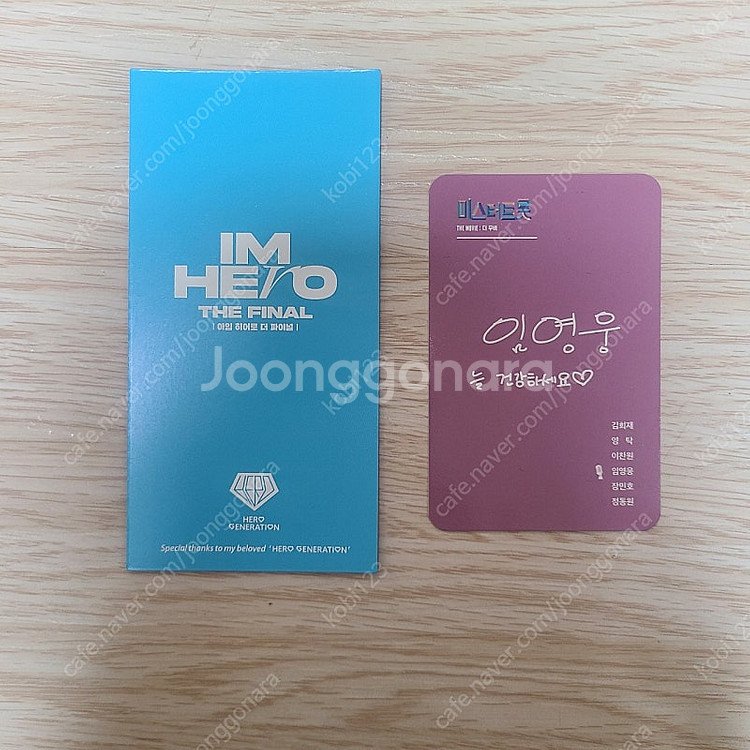 IM
HERO
THE FINAL
| 아임 히어로 더 파이널 |
HERO
HERO
GENERATION
Special thanks to my beloved 'HERO GENERATION'
미스터트롯
THE MOVIE : 더 무비
임영웅
늘 건강하세요♡
김희재
영 탁
이찬원
임영웅
장민호
정동원
Joonggonara
cafe.naver.com/joonggonara
kobi123